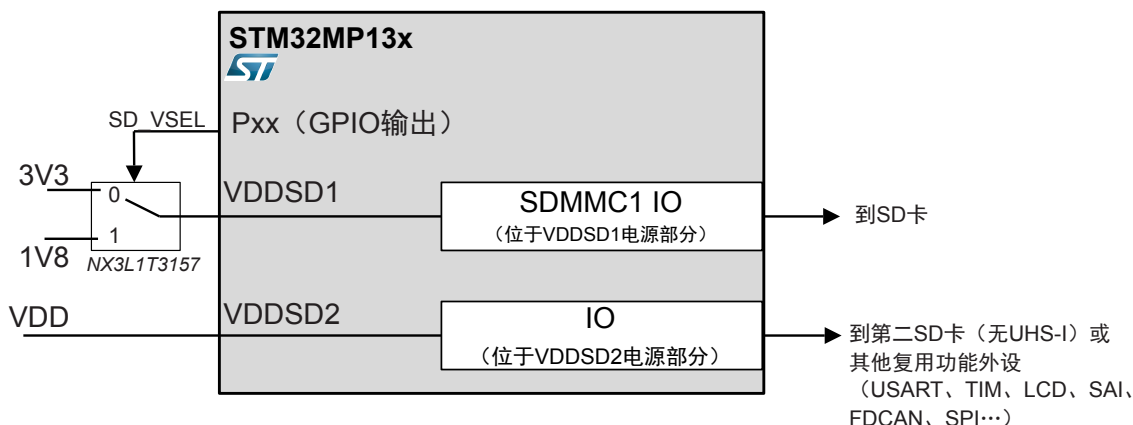 STM32MP13x
ST
SD_VSEL
Pxx（GPIO输出）
3V3
0
VDDSD1
SDMMC1 IO
（位于VDDSD1电源部分）
到SD卡
1
1V8
NX3L1T3157
VDD
VDDSD2
IO
（位于VDDSD2电源部分）
到第二SD卡（无UHS-I）或
其他复用功能外设
（USART、TIM、LCD、SAI、
FDCAN、SPI…）